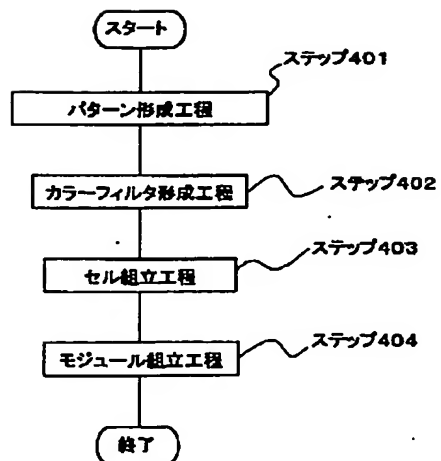 スタート
ステップ401
パターン形成工程
ステップ402
カラーフィルタ形成工程
ステップ403
セル組立工程
ステップ404
モジュール組立工程
終了